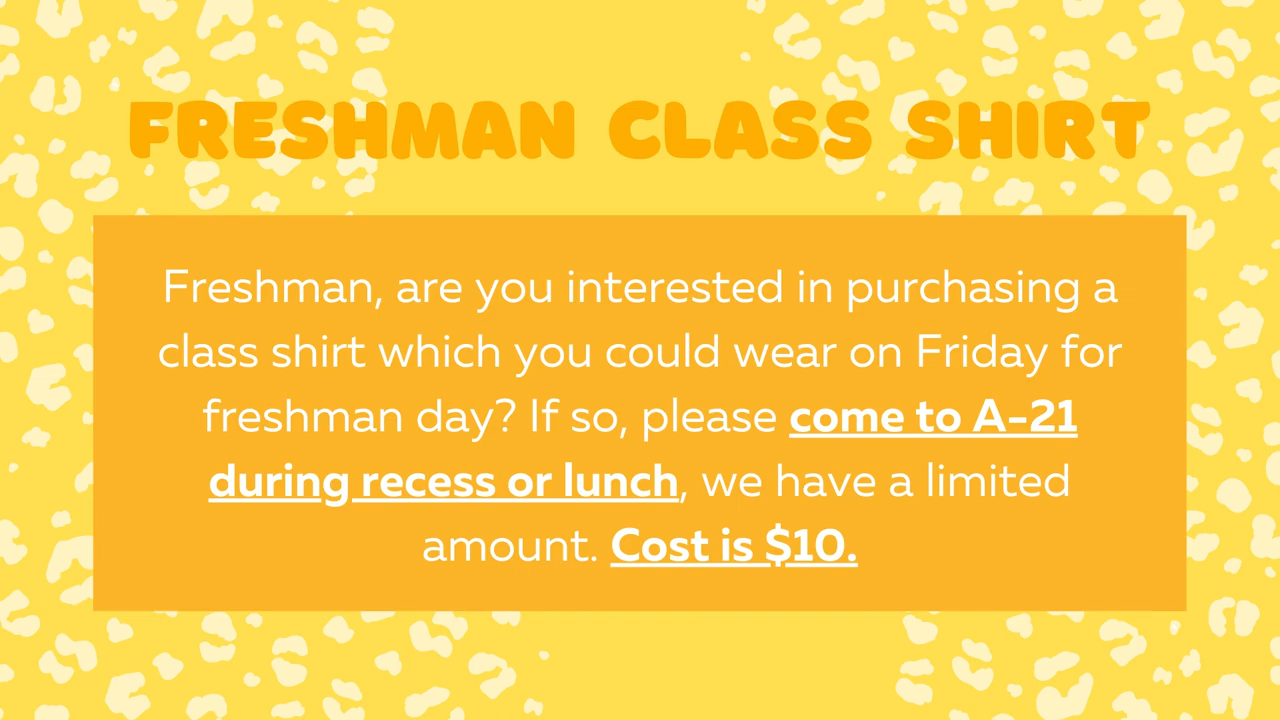 FRESHMAN CLASS SHIRT
Freshman, are you interested in purchasing a
class shirt which you could wear on Friday for
freshman day? If so, please come to A-21
during recess or lunch, we have a limited
amount. Cost is $10.